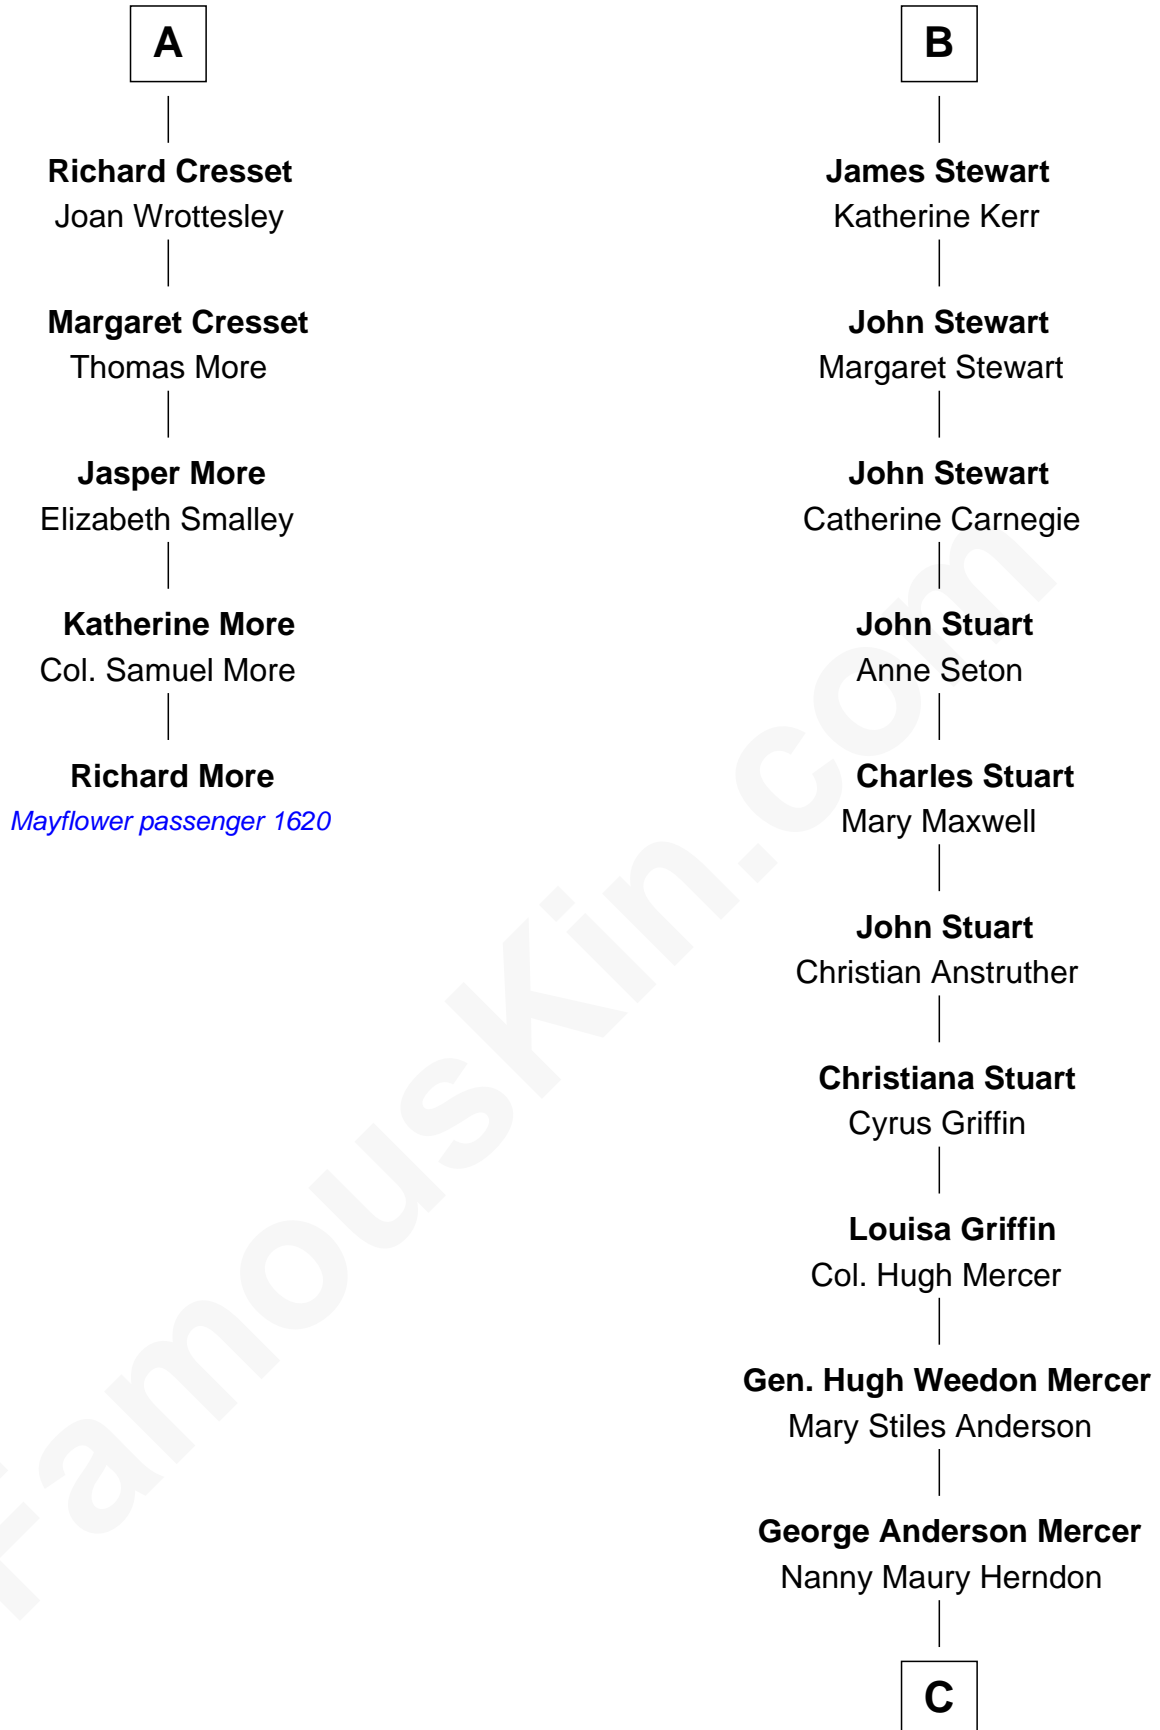 A
Richard Cresset
Joan Wrottesley
Margaret Cresset
Thomas More
Jasper More
Elizabeth Smalley
Katherine More
Col. Samuel More
Richard More
Mayflower passenger 1620
B
James Stewart
Katherine Kerr
John Stewart
Margaret Stewart
John Stewart
Catherine Carnegie
John Stuart
Anne Seton
Charles Stuart
Mary Maxwell
John Stuart
Christian Anstruther
Christiana Stuart
Cyrus Griffin
Louisa Griffin
Col. Hugh Mercer
Gen. Hugh Weedon Mercer
Mary Stiles Anderson
George Anderson Mercer
Nanny Maury Herndon
C
FamousKin.com